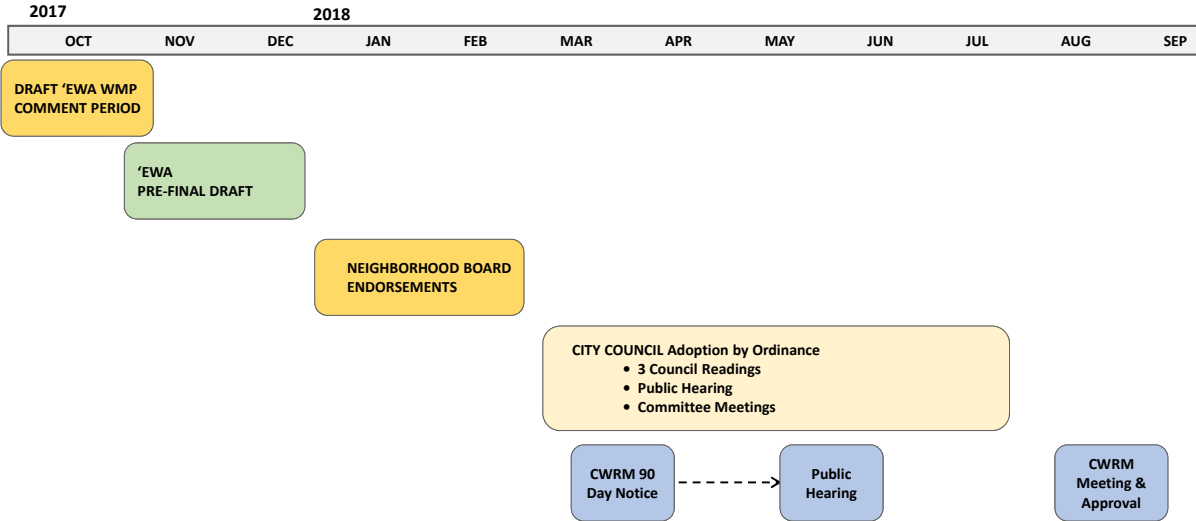 2017
2018
OCT NOV DEC JAN FEB MAR APR MAY JUN JUL AUG SEP
DRAFT ‘EWA WMP
COMMENT PERIOD
‘EWA
PRE-FINAL DRAFT
NEIGHBORHOOD BOARD
ENDORSEMENTS
CITY COUNCIL Adoption by Ordinance
• 3 Council Readings
• Public Hearing
• Committee Meetings
CWRM 90
Day Notice
Public
Hearing
CWRM
Meeting &
Approval